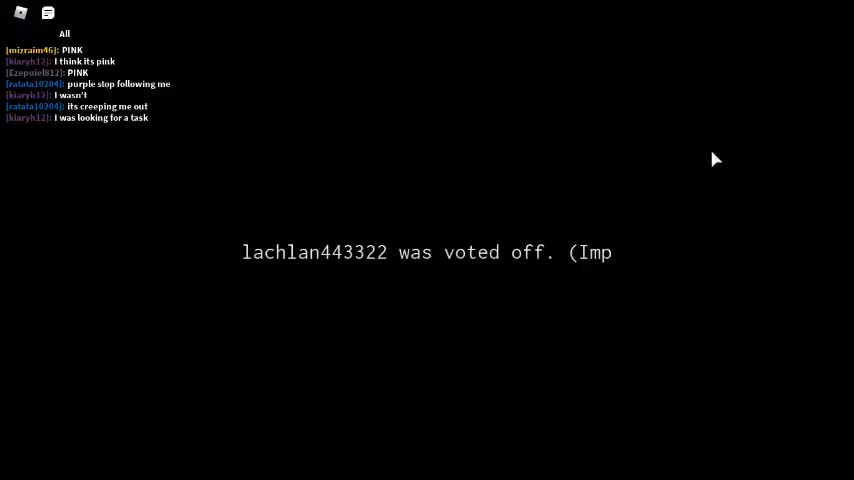 All
[mizraim46]: PINK
[kiaryh12]: I think its pink
[Ezepuiel812]: PINK
[ratata10204]: purple stop following me
[kiaryh12]: I wasn't
[ratata10204]: its creeping me out
[kiaryh12]: I was looking for a task
lachlan443322 was voted off. (Imp